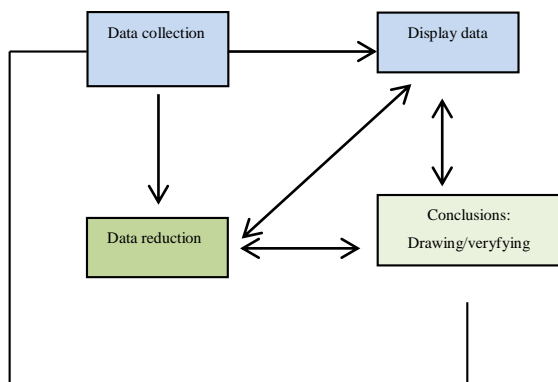 Data collection
Display data
Data reduction
Conclusions:
Drawing/veryfying